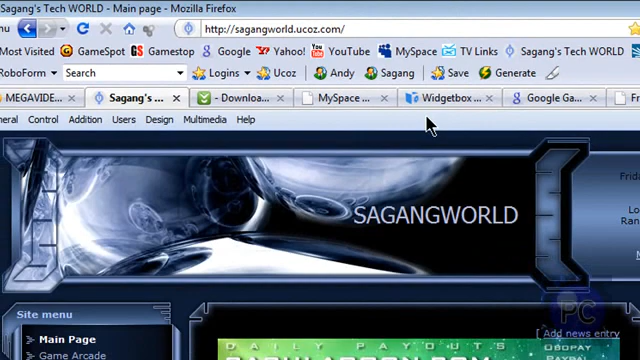 Sagang's Tech WORLD - Main page - Mozilla Firefox
http://sagangworld.ucoz.com/
Most Visited GameSpot Gamestop Google Yahoo! YouTube MySpace TV Links Sagang's Tech WORLD
RoboForm Search Logins Ucoz Andy Sagang Save Generate
MEGAVIDE... Sagang's ... - Downloa... MySpace ... Widgetbox ... Google Ga...
neral Control Addition Users Design Multimedia Help
SAGANGWORLD
Frida
Lo
Ran
Site menu
PC
[ Add news entry
Main Page
Game Arcade
DAILY PAYOUTS
PAYPAL